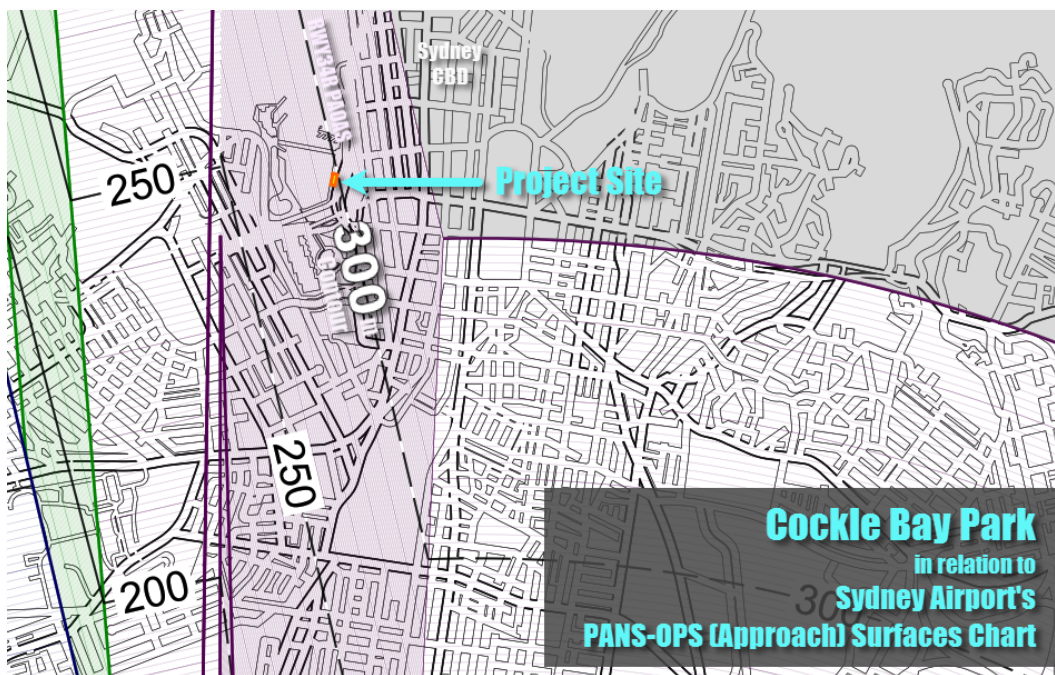 RWY34R PAOAS
Sydney
CBD
250
Project Site
300
Contour
250
200
Cockle Bay Park
in relation to
Sydney Airport's
PANS-OPS (Approach) Surfaces Chart